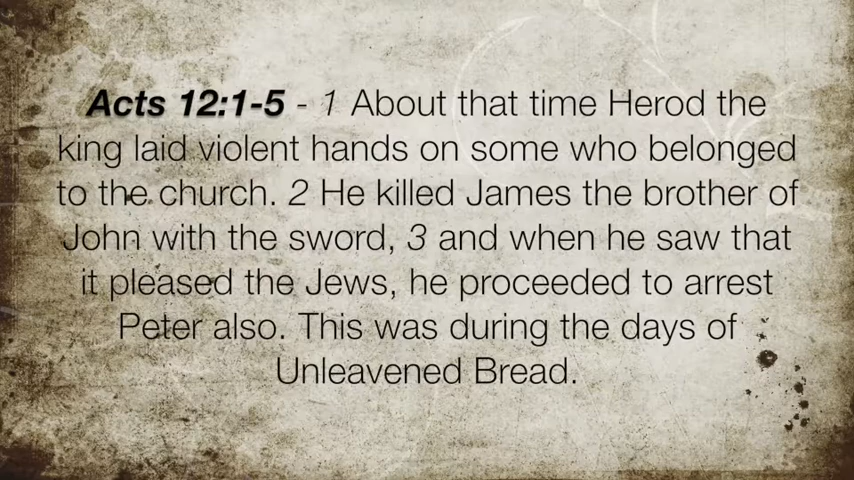 Acts 12:1-5 - 1 About that time Herod the
king laid violent hands on some who belonged
to the church. 2 He killed James the brother of
John with the sword, 3 and when he saw that
it pleased the Jews, he proceeded to arrest
Peter also. This was during the days of
Unleavened Bread.